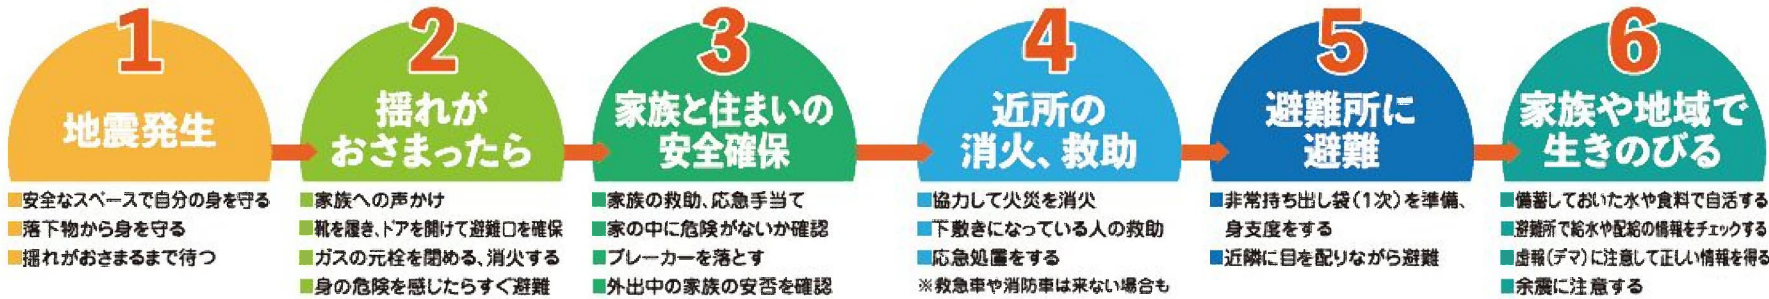 1
地震発生
■安全なスペースで自分の身を守る
■落下物から身を守る
■揺れがおさまるまで待つ
2
揺れが
おさまったら
■家族への声かけ
■靴を履き、ドアを開けて避難口を確保
■ガスの元栓を閉める、消火する
■身の危険を感じたらすぐ避難
3
家族と住まいの
安全確保
■家族の救助、応急手当て
■家の中に危険がないか確認
■ブレーカーを落とす
■外出中の家族の安否を確認
4
近所の
消火、救助
■協力して火災を消火
■下敷きになっている人の救助
■応急処置をする
※救急車や消防車は来ない場合も
5
避難所に
避難
■非常持ち出し袋（1次）を準備、
身支度をする
■近隣に目を配りながら避難
6
家族や地域で
生きのびる
■備蓄しておいた水や食料で自活する
■避難所で給水や配給の情報をチェックする
■虚報（デマ）に注意して正しい情報を得る
■余震に注意する